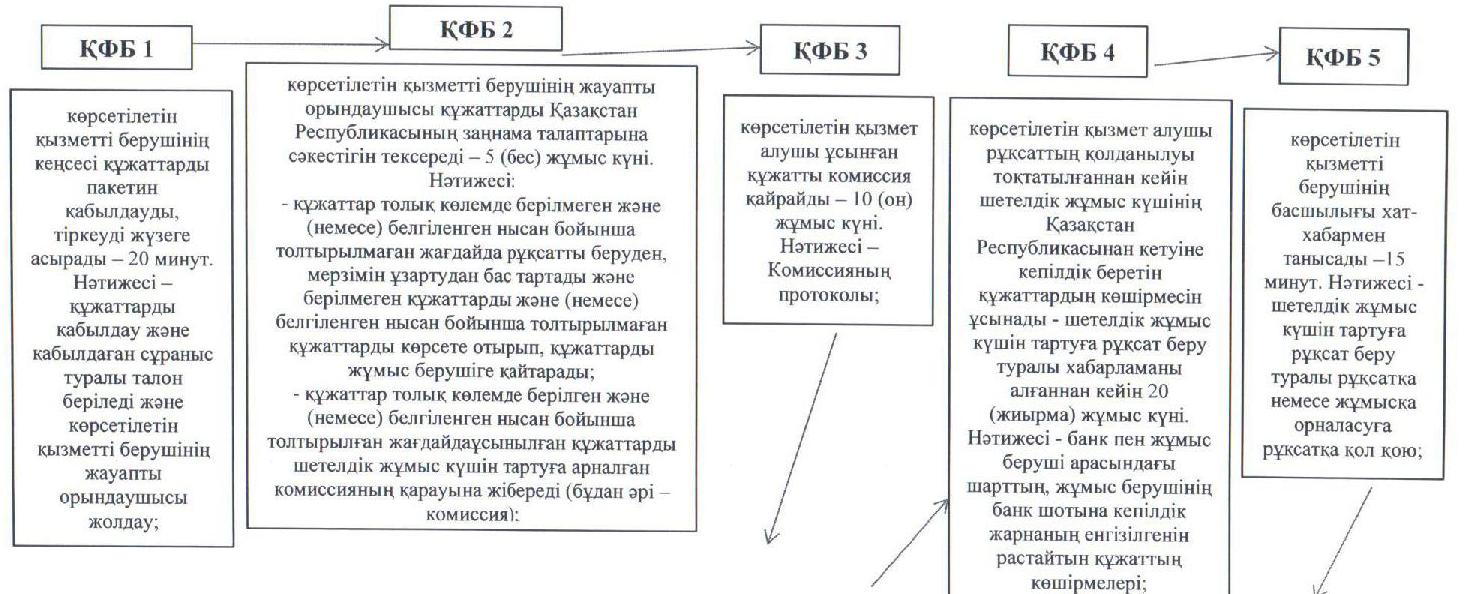 ҚФБ 1
көрсетілетін
қызметті берушінің
кеңсесі құжаттарды
пакетин
қабылдауды,
тіркеуді жүзеге
асырады – 20 минут.
Нәтижесі –
құжаттарды
қабылдау және
қабылдаған сұраныс
туралы талон
беріледі және
көрсетілетін
қызметті берушінің
жауапты
орындаушысы
жолдау;
ҚФБ 2
көрсетілетін қызметті берушінің жауапты
орындаушысы құжаттарды Қазақстан
Республикасының заңнама талаптарына
сәкестігін тексереді – 5 (бес) жұмыс күні.
Нәтижесі:
- құжаттар толық көлемде берілмеген және
(немесе) белгіленген нысан бойынша
толтырылмаған жағдайда рұқсатты беруден,
мерзімін ұзартудан бас тартады және
берілмеген құжаттарды және (немесе)
белгіленген нысан бойынша толтырылмаған
құжаттарды көрсете отырып, құжаттарды
жұмыс берушіге қайтарады;
- құжаттар толық көлемде берілген және
(немесе) белгіленген нысан бойынша
толтырылған жағдайдаұсынылған құжаттарды
шетелдік жұмыс күшін тартуға арналған
комиссияның қарауына жібереді (бұдан әрі –
комиссия);
ҚФБ 3
көрсетілетін қызмет
алушы ұсынған
құжатты комиссия
қайрайды – 10 (он)
жұмыс күні.
Нәтижесі –
Комиссияның
протоколы;
ҚФБ 4
көрсетілетін қызмет алушы
рұқсаттың қолданылуы
тоқтатылғаннан кейін
шетелдік жұмыс күшінің
Қазақстан
Республикасынан кетуіне
кепілдік беретін
құжаттардың көшірмесін
ұсынады - шетелдік жұмыс
күшін тартуға рұқсат беру
туралы хабарламаны
алғаннан кейін 20
(жиырма) жұмыс күні.
Нәтижесі - банк пен жұмыс
беруші арасындағы
шарттың, жұмыс берушінің
банк шотына кепілдік
жарнаның енгізілгенін
растайтын құжаттың
көшірмелері;
ҚФБ 5
көрсетілетін
қызметті
берушінің
басшылығы хат-
хабармен
танысады –15
минут. Нәтижесі -
шетелдік жұмыс
күшін тартуға
рұқсат беру
туралы рұқсатка
немесе жұмыска
орналасуға
рұқсатқа қол қою;